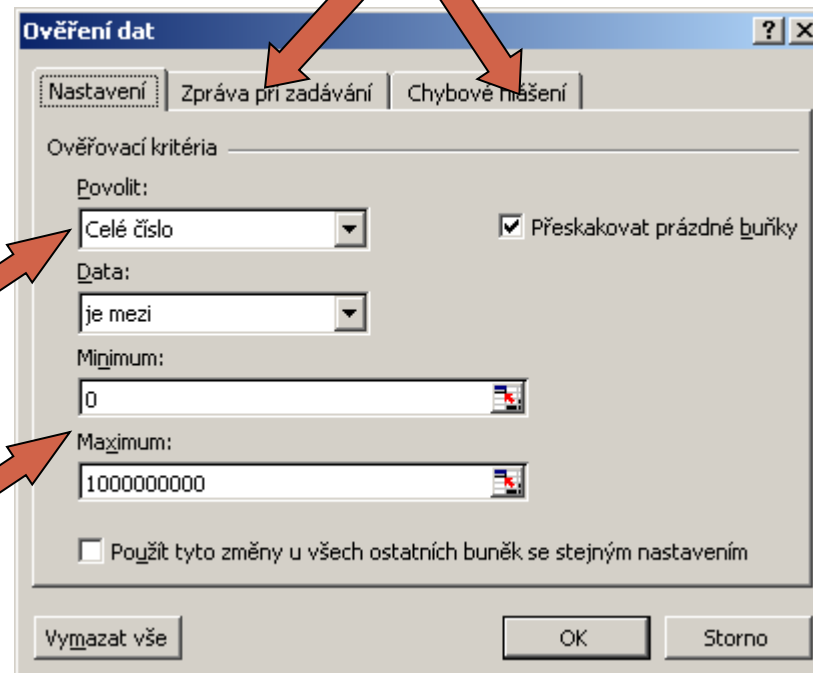 Ověření dat
Nastavení
Zpráva při zadávání
Chybové hlášení
Ověřovací kritéria
Povolit:
Celé číslo
Přeskakovat prázdné buňky
Data:
je mezi
Minimum:
0
Maximum:
1000000000
Použít tyto změny u všech ostatních buněk se stejným nastavením
Vymazat vše
OK
Storno